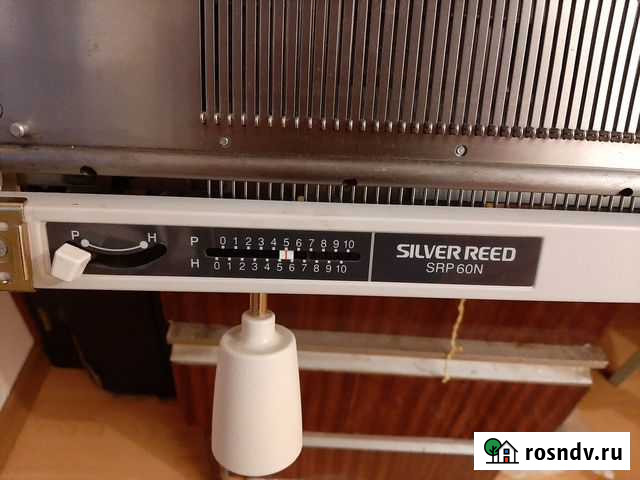 P H
P 0 1 2 3 4 5 6 7 8 9 10
H 0 1 2 3 4 5 6 7 8 9 10
SILVER REED
SRP 60N
rosndv.ru